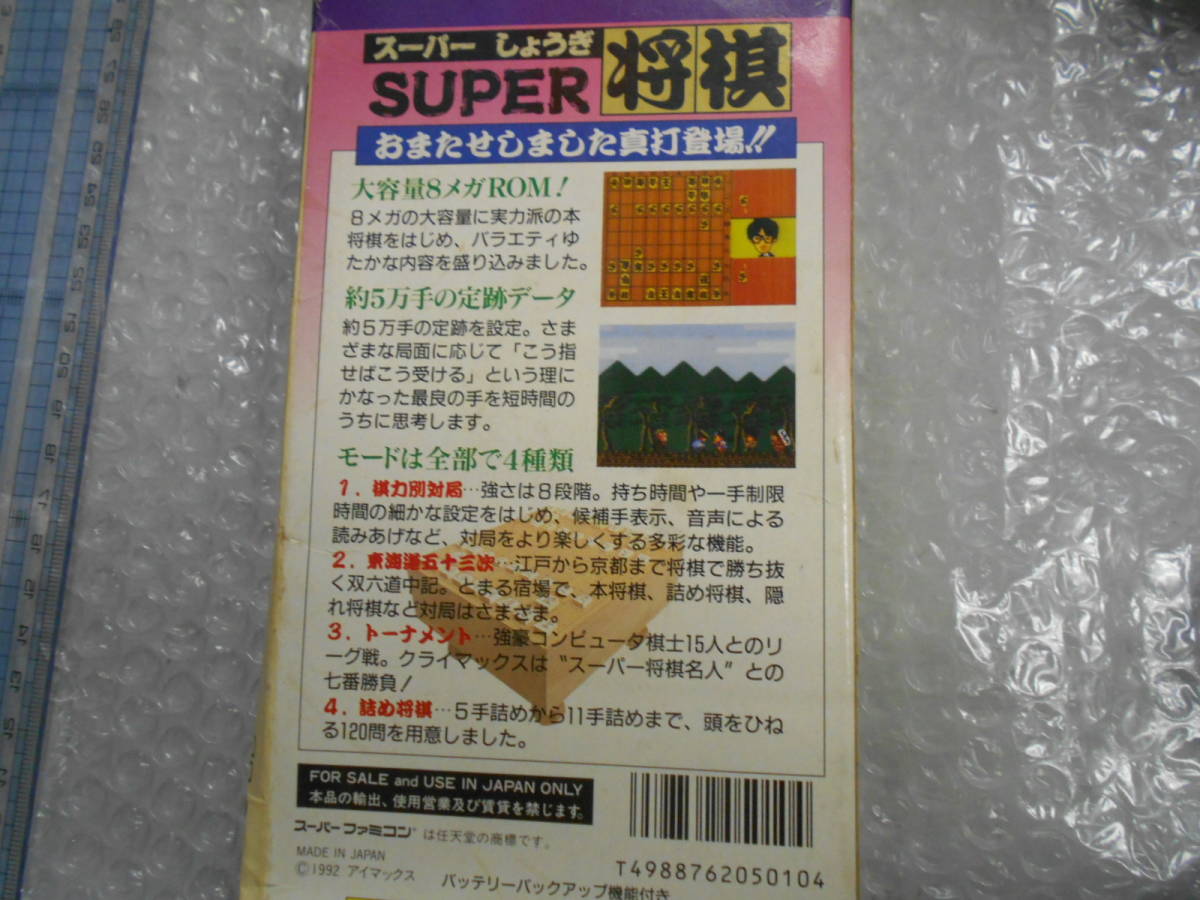 スーパー しょうぎ
SUPER 将棋
おまたせしました真打登場!!
大容量8メガROM!
8メガの大容量に実力派の本
将棋をはじめ、バラエティゆ
たかな内容を盛り込みました。
約5万手の定跡データ
約5万手の定跡を設定。さま
ざまな局面に応じて「こう指
せばこう受ける」という理に
かなった最良の手を短時間の
うちに思考します。
モードは全部で4種類
1. 棋力別対局…強さは8段階。持ち時間や一手制限
時間の細かな設定をはじめ、候補手表示、音声による
読みあげなど、対局をより楽しくする多彩な機能。
2. 東海道五十三次…江戸から京都まで将棋で勝ち抜
く双六道中記。とまる宿場で、本将棋、詰め将棋、隠
れ将棋など対局はさまざま。
3. トーナメント…強豪コンピュータ棋士15人とのリ
ーグ戦。クライマックスは“スーパー将棋名人”との
七番勝負!
4. 詰め将棋…5手詰めから11手詰めまで、頭をひね
る120問を用意しました。
FOR SALE and USE IN JAPAN ONLY
本品の輸出、使用営業及び賃貸を禁じます。
スーパーファミコン®は任天堂の商標です。
MADE IN JAPAN
©1992 アイマックス
T4988762050104
バッテリーバックアップ機能付き